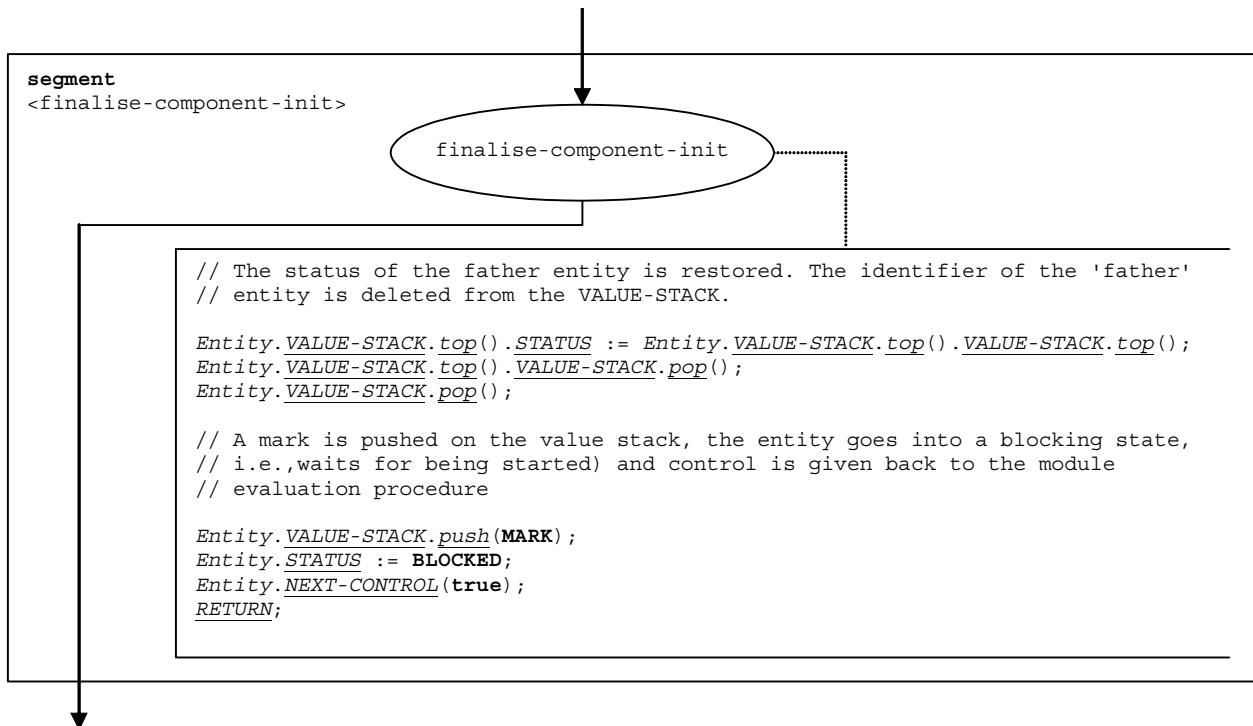 segment
<finalise-component-init>
finalise-component-init
// The status of the father entity is restored. The identifier of the 'father'
// entity is deleted from the VALUE-STACK.
Entity.VALUE-STACK.top().STATUS := Entity.VALUE-STACK.top().VALUE-STACK.top();
Entity.VALUE-STACK.top().VALUE-STACK.pop();
Entity.VALUE-STACK.pop();
// A mark is pushed on the value stack, the entity goes into a blocking state,
// i.e.,waits for being started) and control is given back to the module
// evaluation procedure
Entity.VALUE-STACK.push(MARK);
Entity.STATUS := BLOCKED;
Entity.NEXT-CONTROL(true);
RETURN;